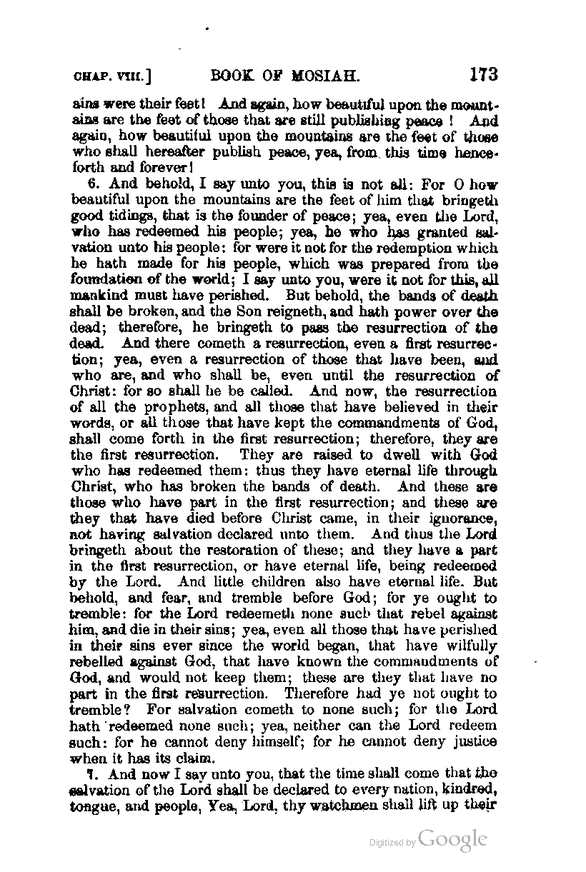 CHAP. VIII.] BOOK OF MOSIAH. 173
ains were their feet! And again, how beautiful upon the mount-
ains are the feet of those that are still publishing peace ! And
again, how beautiful upon the mountains are the feet of those
who shall hereafter publish peace, yea, from this time hence-
forth and forever!
6. And behold, I say unto you, this is not all: For O how
beautiful upon the mountains are the feet of him that bringeth
good tidings, that is the founder of peace; yea, even the Lord,
who has redeemed his people; yea, he who has granted sal-
vation unto his people: for were it not for the redemption which
he hath made for his people, which was prepared from the
foundation of the world; I say unto you, were it not for this, all
mankind must have perished. But behold, the bands of death
shall be broken, and the Son reigneth, and hath power over the
dead; therefore, he bringeth to pass the resurrection of the
dead. And there cometh a resurrection, even a first resurrec-
tion; yea, even a resurrection of those that have been, and
who are, and who shall be, even until the resurrection of
Christ: for so shall he be called. And now, the resurrection
of all the prophets, and all those that have believed in their
words, or all those that have kept the commandments of God,
shall come forth in the first resurrection; therefore, they are
the first resurrection. They are raised to dwell with God
who has redeemed them: thus they have eternal life through
Christ, who has broken the bands of death. And these are
those who have part in the first resurrection; and these are
they that have died before Christ came, in their ignorance,
not having salvation declared unto them. And thus the Lord
bringeth about the restoration of these; and they have a part
in the first resurrection, or have eternal life, being redeemed
by the Lord. And little children also have eternal life. But
behold, and fear, and tremble before God; for ye ought to
tremble: for the Lord redeemeth none such that rebel against
him, and die in their sins; yea, even all those that have perished
in their sins ever since the world began, that have wilfully
rebelled against God, that have known the commandments of
God, and would not keep them; these are they that have no
part in the first resurrection. Therefore had ye not ought to
tremble? For salvation cometh to none such; for the Lord
hath redeemed none such; yea, neither can the Lord redeem
such: for he cannot deny himself; for he cannot deny justice
when it has its claim.
7. And now I say unto you, that the time shall come that the
salvation of the Lord shall be declared to every nation, kindred,
tongue, and people, Yea, Lord, thy watchmen shall lift up their
Digitized by Google